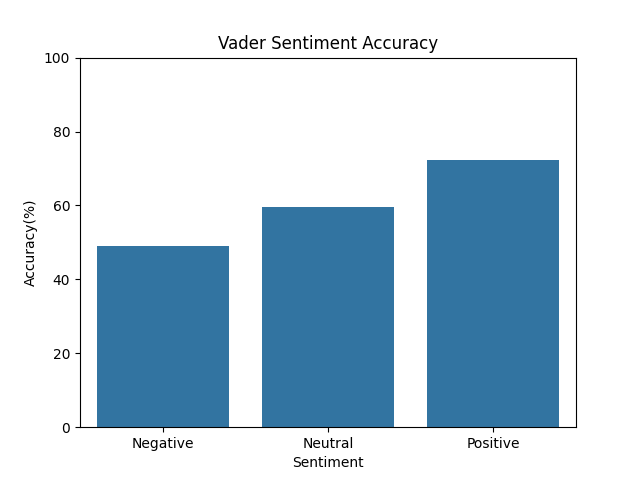 Vader Sentiment Accuracy
100
80
60
40
20
0
Accuracy(%)
Negative Neutral Positive
Sentiment